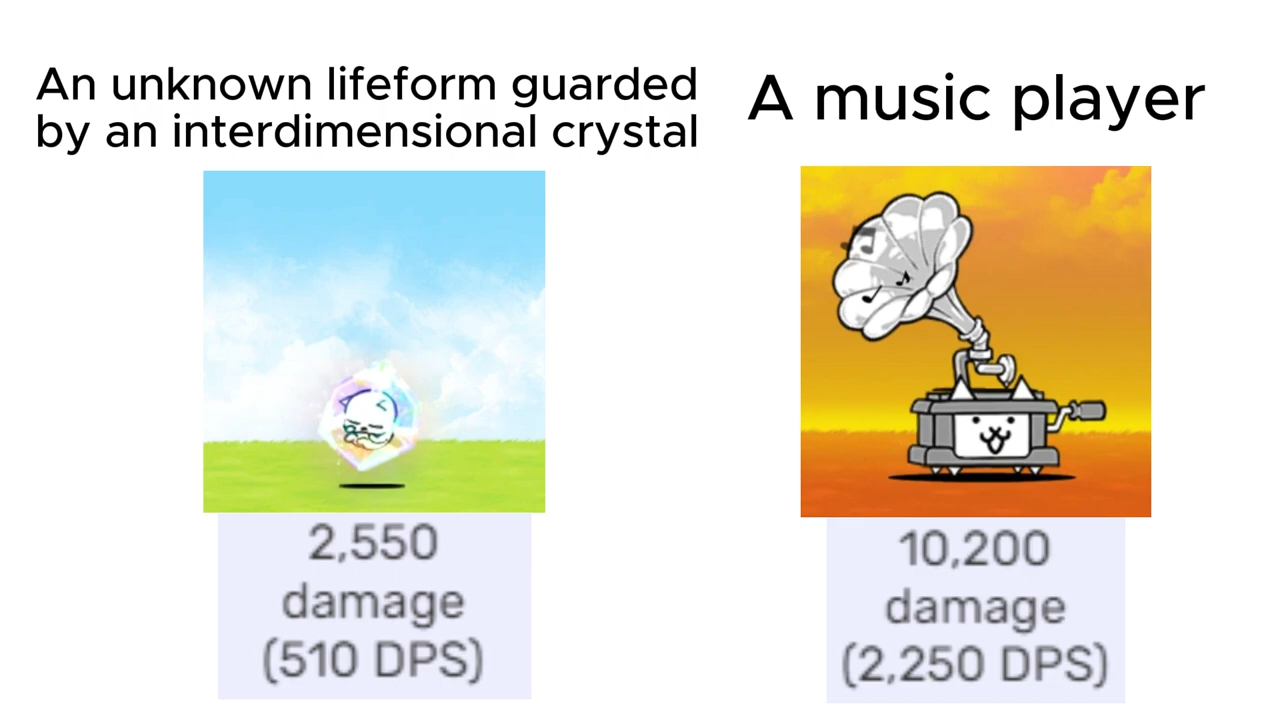 An unknown lifeform guarded
by an interdimensional crystal
A music player
2,550
damage
(510 DPS)
10,200
damage
(2,250 DPS)